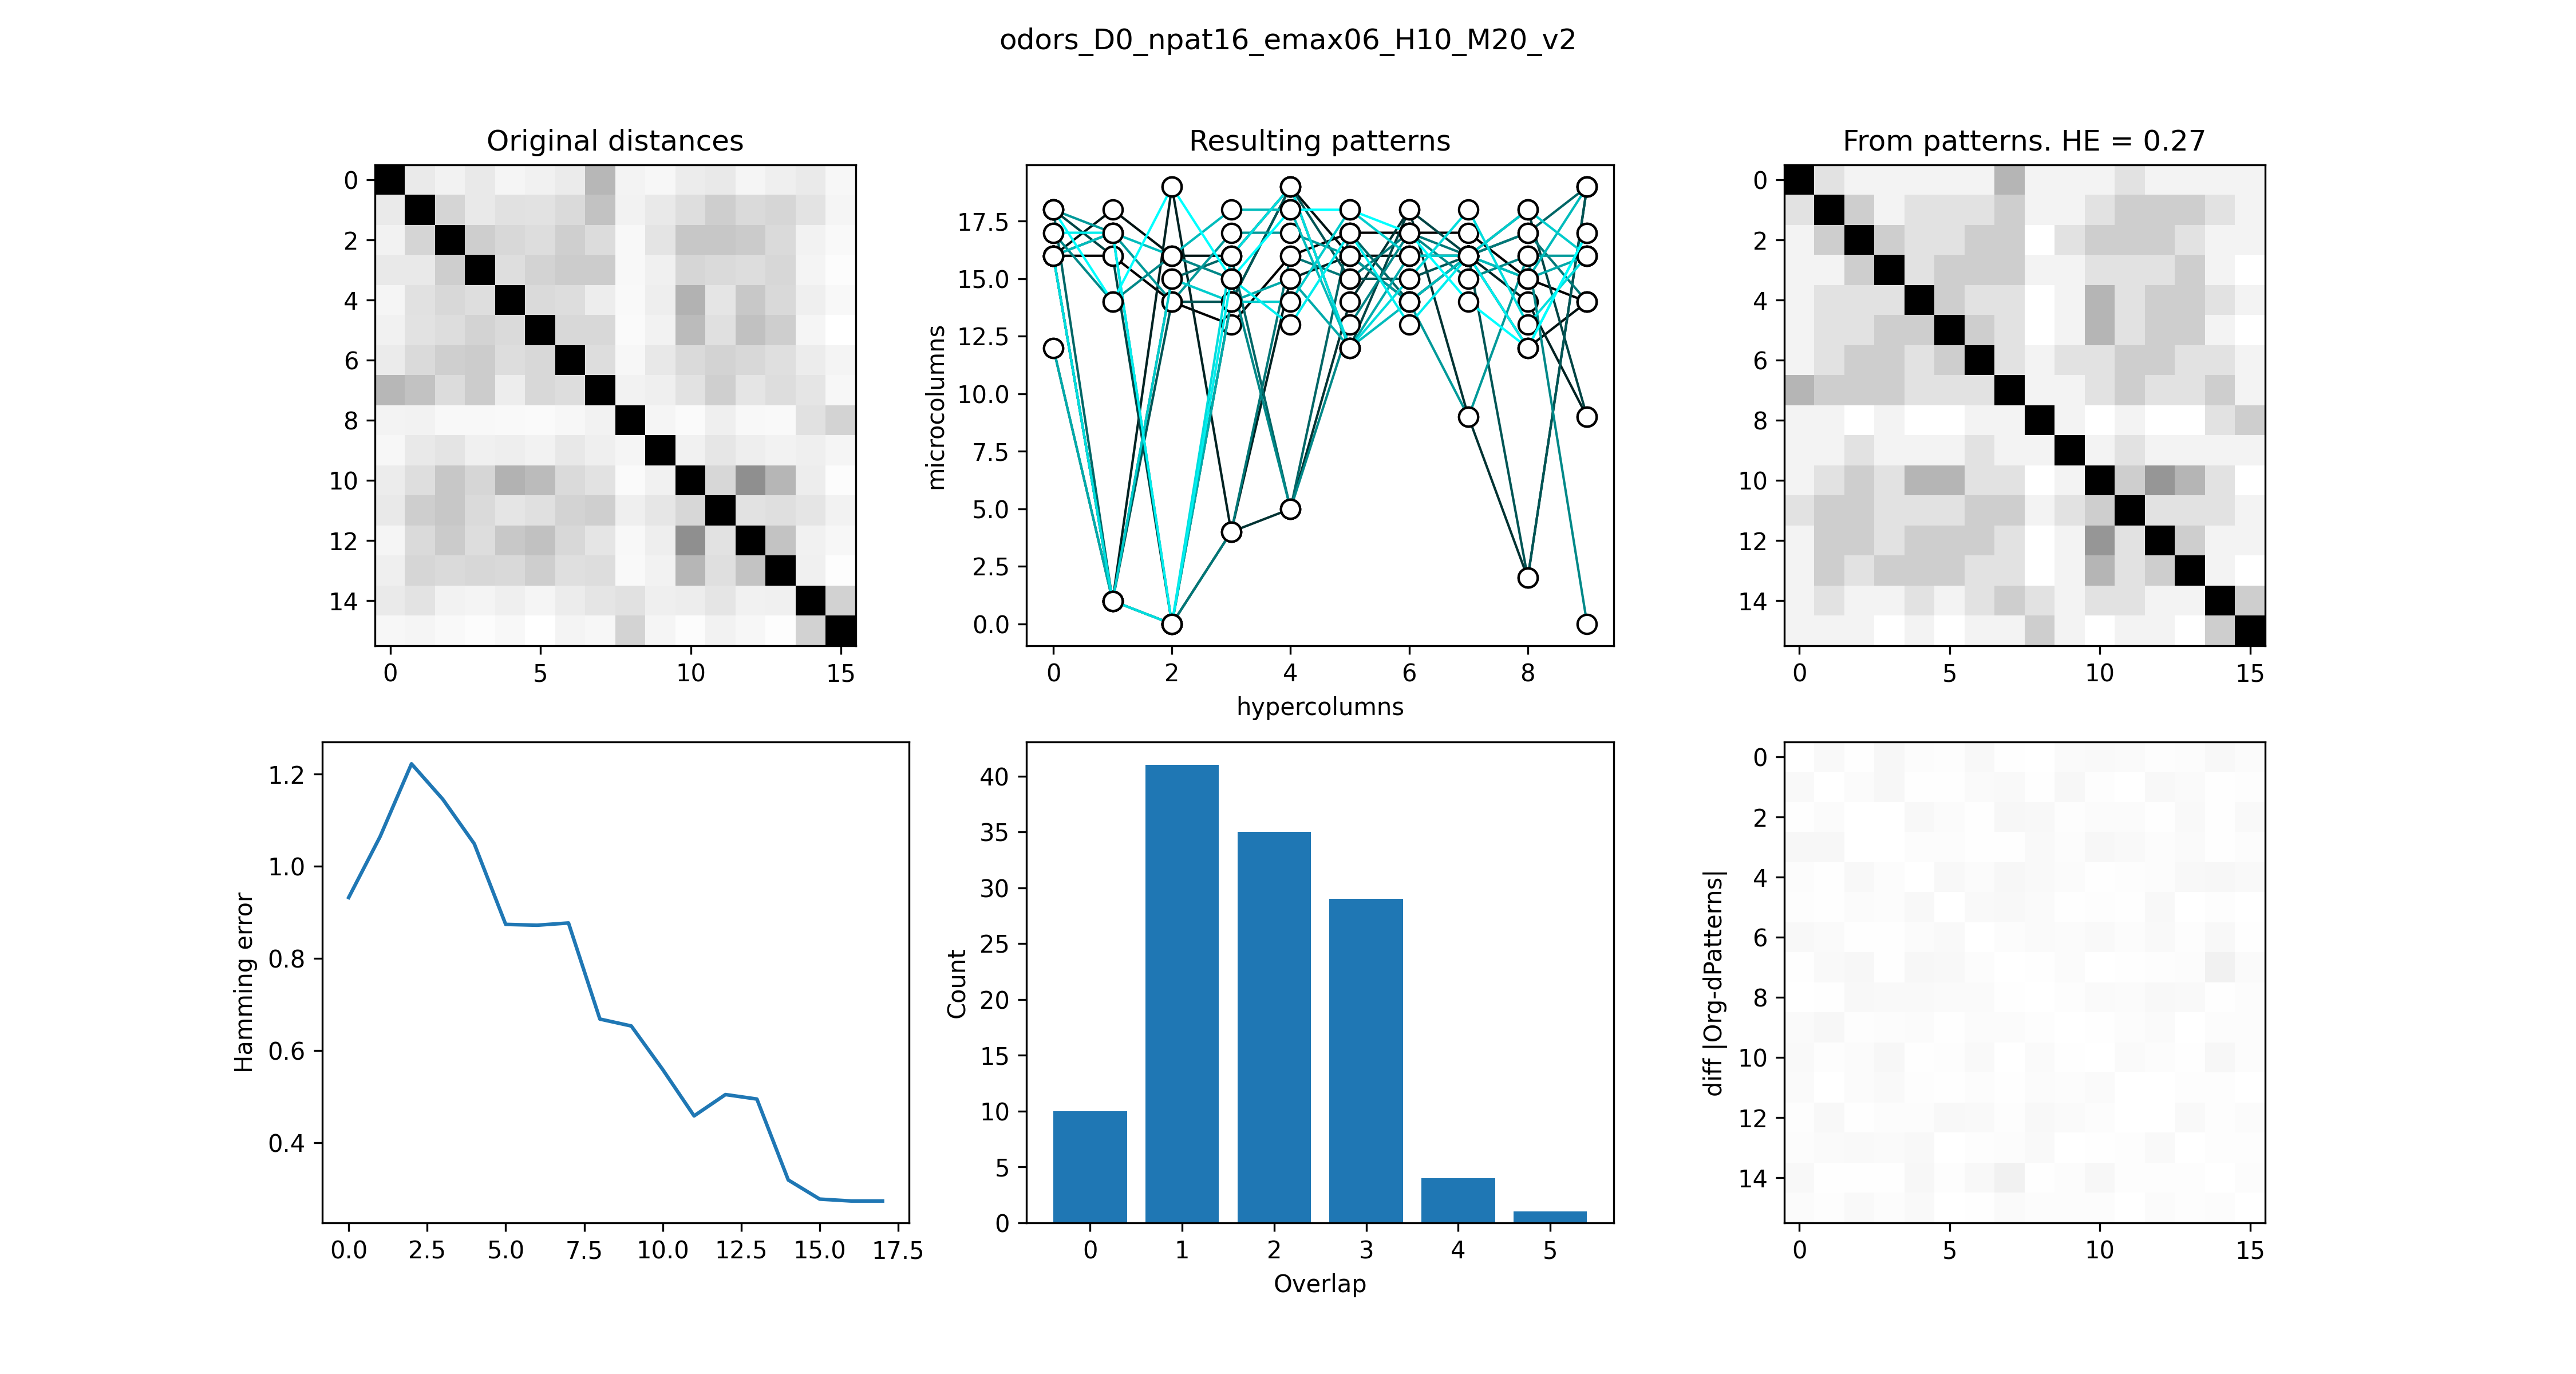 odors_D0_npat16_emax06_H10_M20_v2
Original distances
0
2
4
6
8
10
12
14
0 5 10 15
Resulting patterns
microcolumns
17.5
15.0
12.5
10.0
7.5
5.0
2.5
0.0
0 2 4 6 8
hypercolumns
From patterns. HE = 0.27
0
2
4
6
8
10
12
14
0 5 10 15
Hamming error
1.2
1.0
0.8
0.6
0.4
0.0 2.5 5.0 7.5 10.0 12.5 15.0 17.5
Count
40
35
30
25
20
15
10
5
0
0 1 2 3 4 5
Overlap
diff |Org-dPatterns|
0
2
4
6
8
10
12
14
0 5 10 15